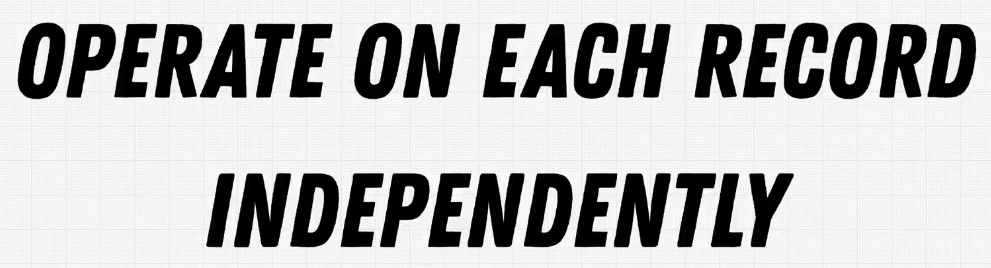 OPERATE ON EACH RECORD
INDEPENDENTLY